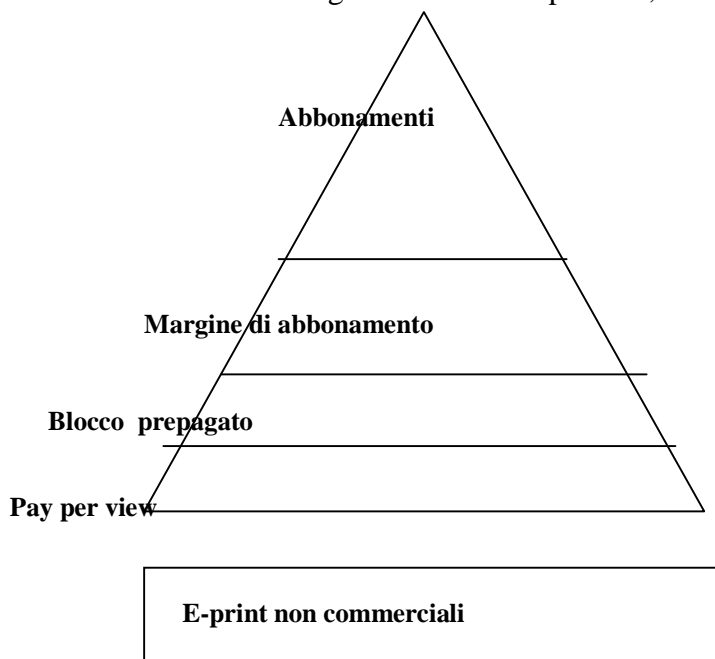 Abbonamenti
Margine di abbonamento
Blocco prepagato
Pay per view
E-print non commerciali